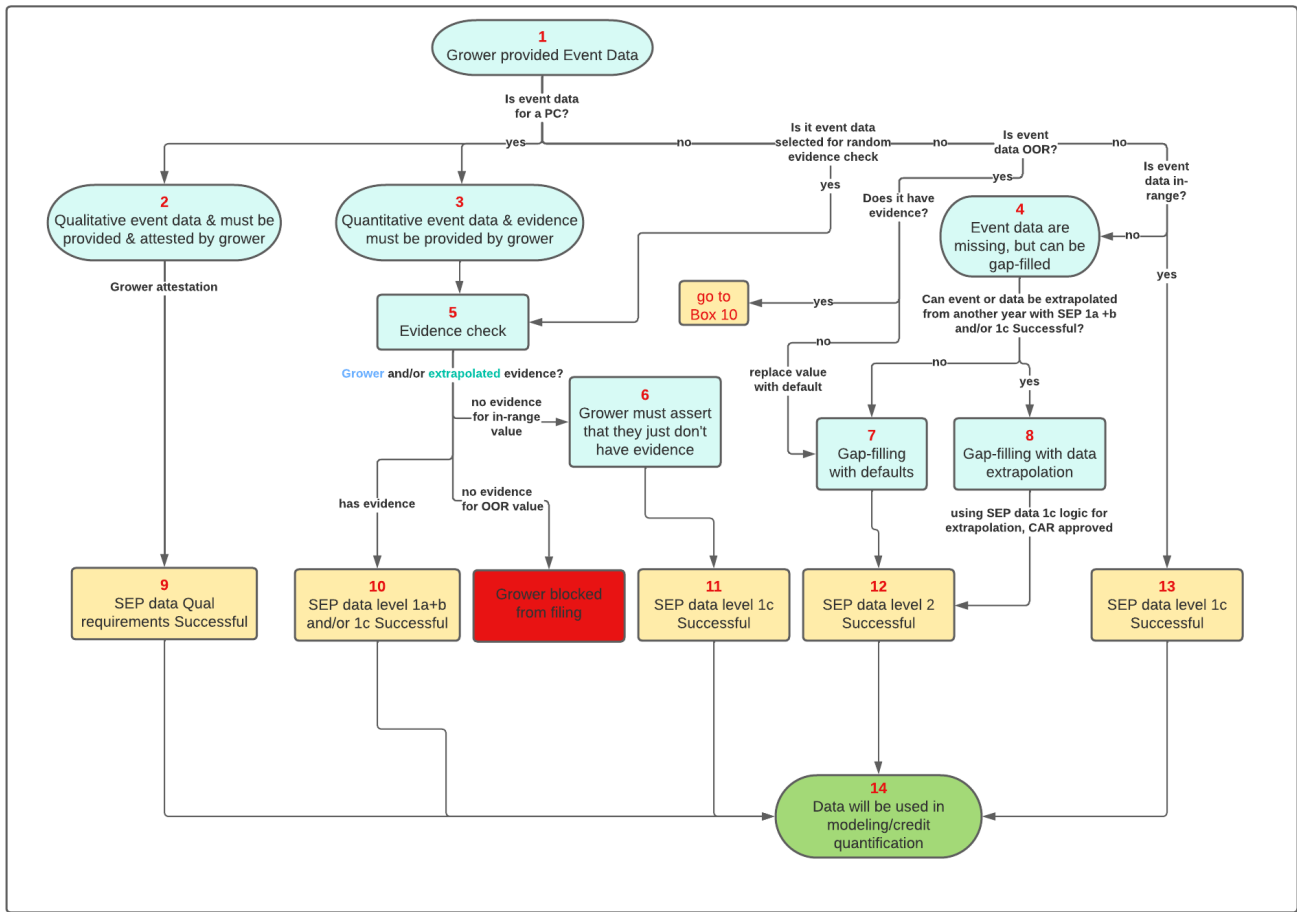 1
Grower provided Event Data
Is event data
for a PC?
yes
no
Is it event data
selected for random
evidence check
yes
no
Is event
data OOR?
yes
no
Is event
data in-
range?
no
yes
2
Qualitative event data & must be
provided & attested by grower
3
Quantitative event data & evidence
must be provided by grower
Does it have
evidence?
4
Event data are
missing, but can be
gap-filled
Grower attestation
go to
Box 10
yes
no
Can event or data be extrapolated
from another year with SEP 1a +b
and/or 1c Successful?
no
yes
5
Evidence check
Grower and/or extrapolated evidence?
replace value
with default
no evidence
for in-range
value
6
Grower must assert
that they just don't
have evidence
7
Gap-filling
with defaults
8
Gap-filling with data
extrapolation
has evidence
no evidence
for OOR value
using SEP data 1c logic for
extrapolation, CAR approved
9
SEP data Qual
requirements Successful
10
SEP data level 1a+b
and/or 1c Successful
Grower blocked
from filing
11
SEP data level 1c
Successful
12
SEP data level 2
Successful
13
SEP data level 1c
Successful
14
Data will be used in
modeling/credit
quantification